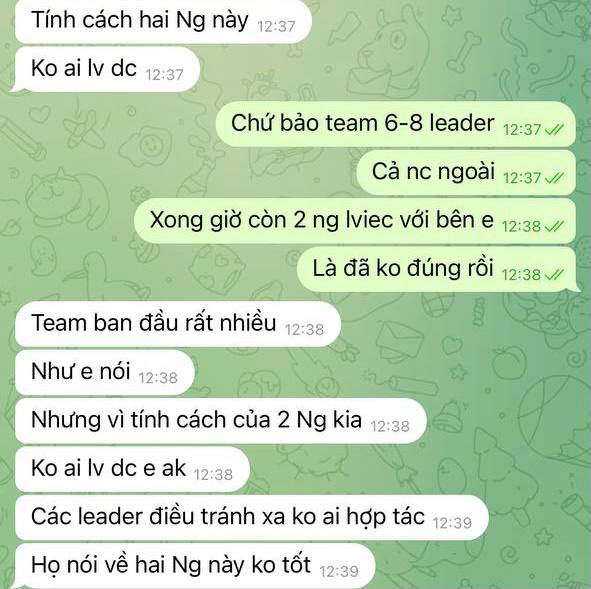 Tính cách hai Ng này 12:37
Ko ai lv dc 12:37
Chứ bảo team 6-8 leader 12:37
Cả nc ngoài 12:37
Xong giờ còn 2 ng lviec với bên e 12:38
Là đã ko đúng rồi 12:38
Team ban đầu rất nhiều 12:38
Như e nói 12:38
Nhưng vì tính cách của 2 Ng kia 12:38
Ko ai lv dc e ak 12:38
Các leader điều tránh xa ko ai hợp tác 12:39
Họ nói về hai Ng này ko tốt 12:39